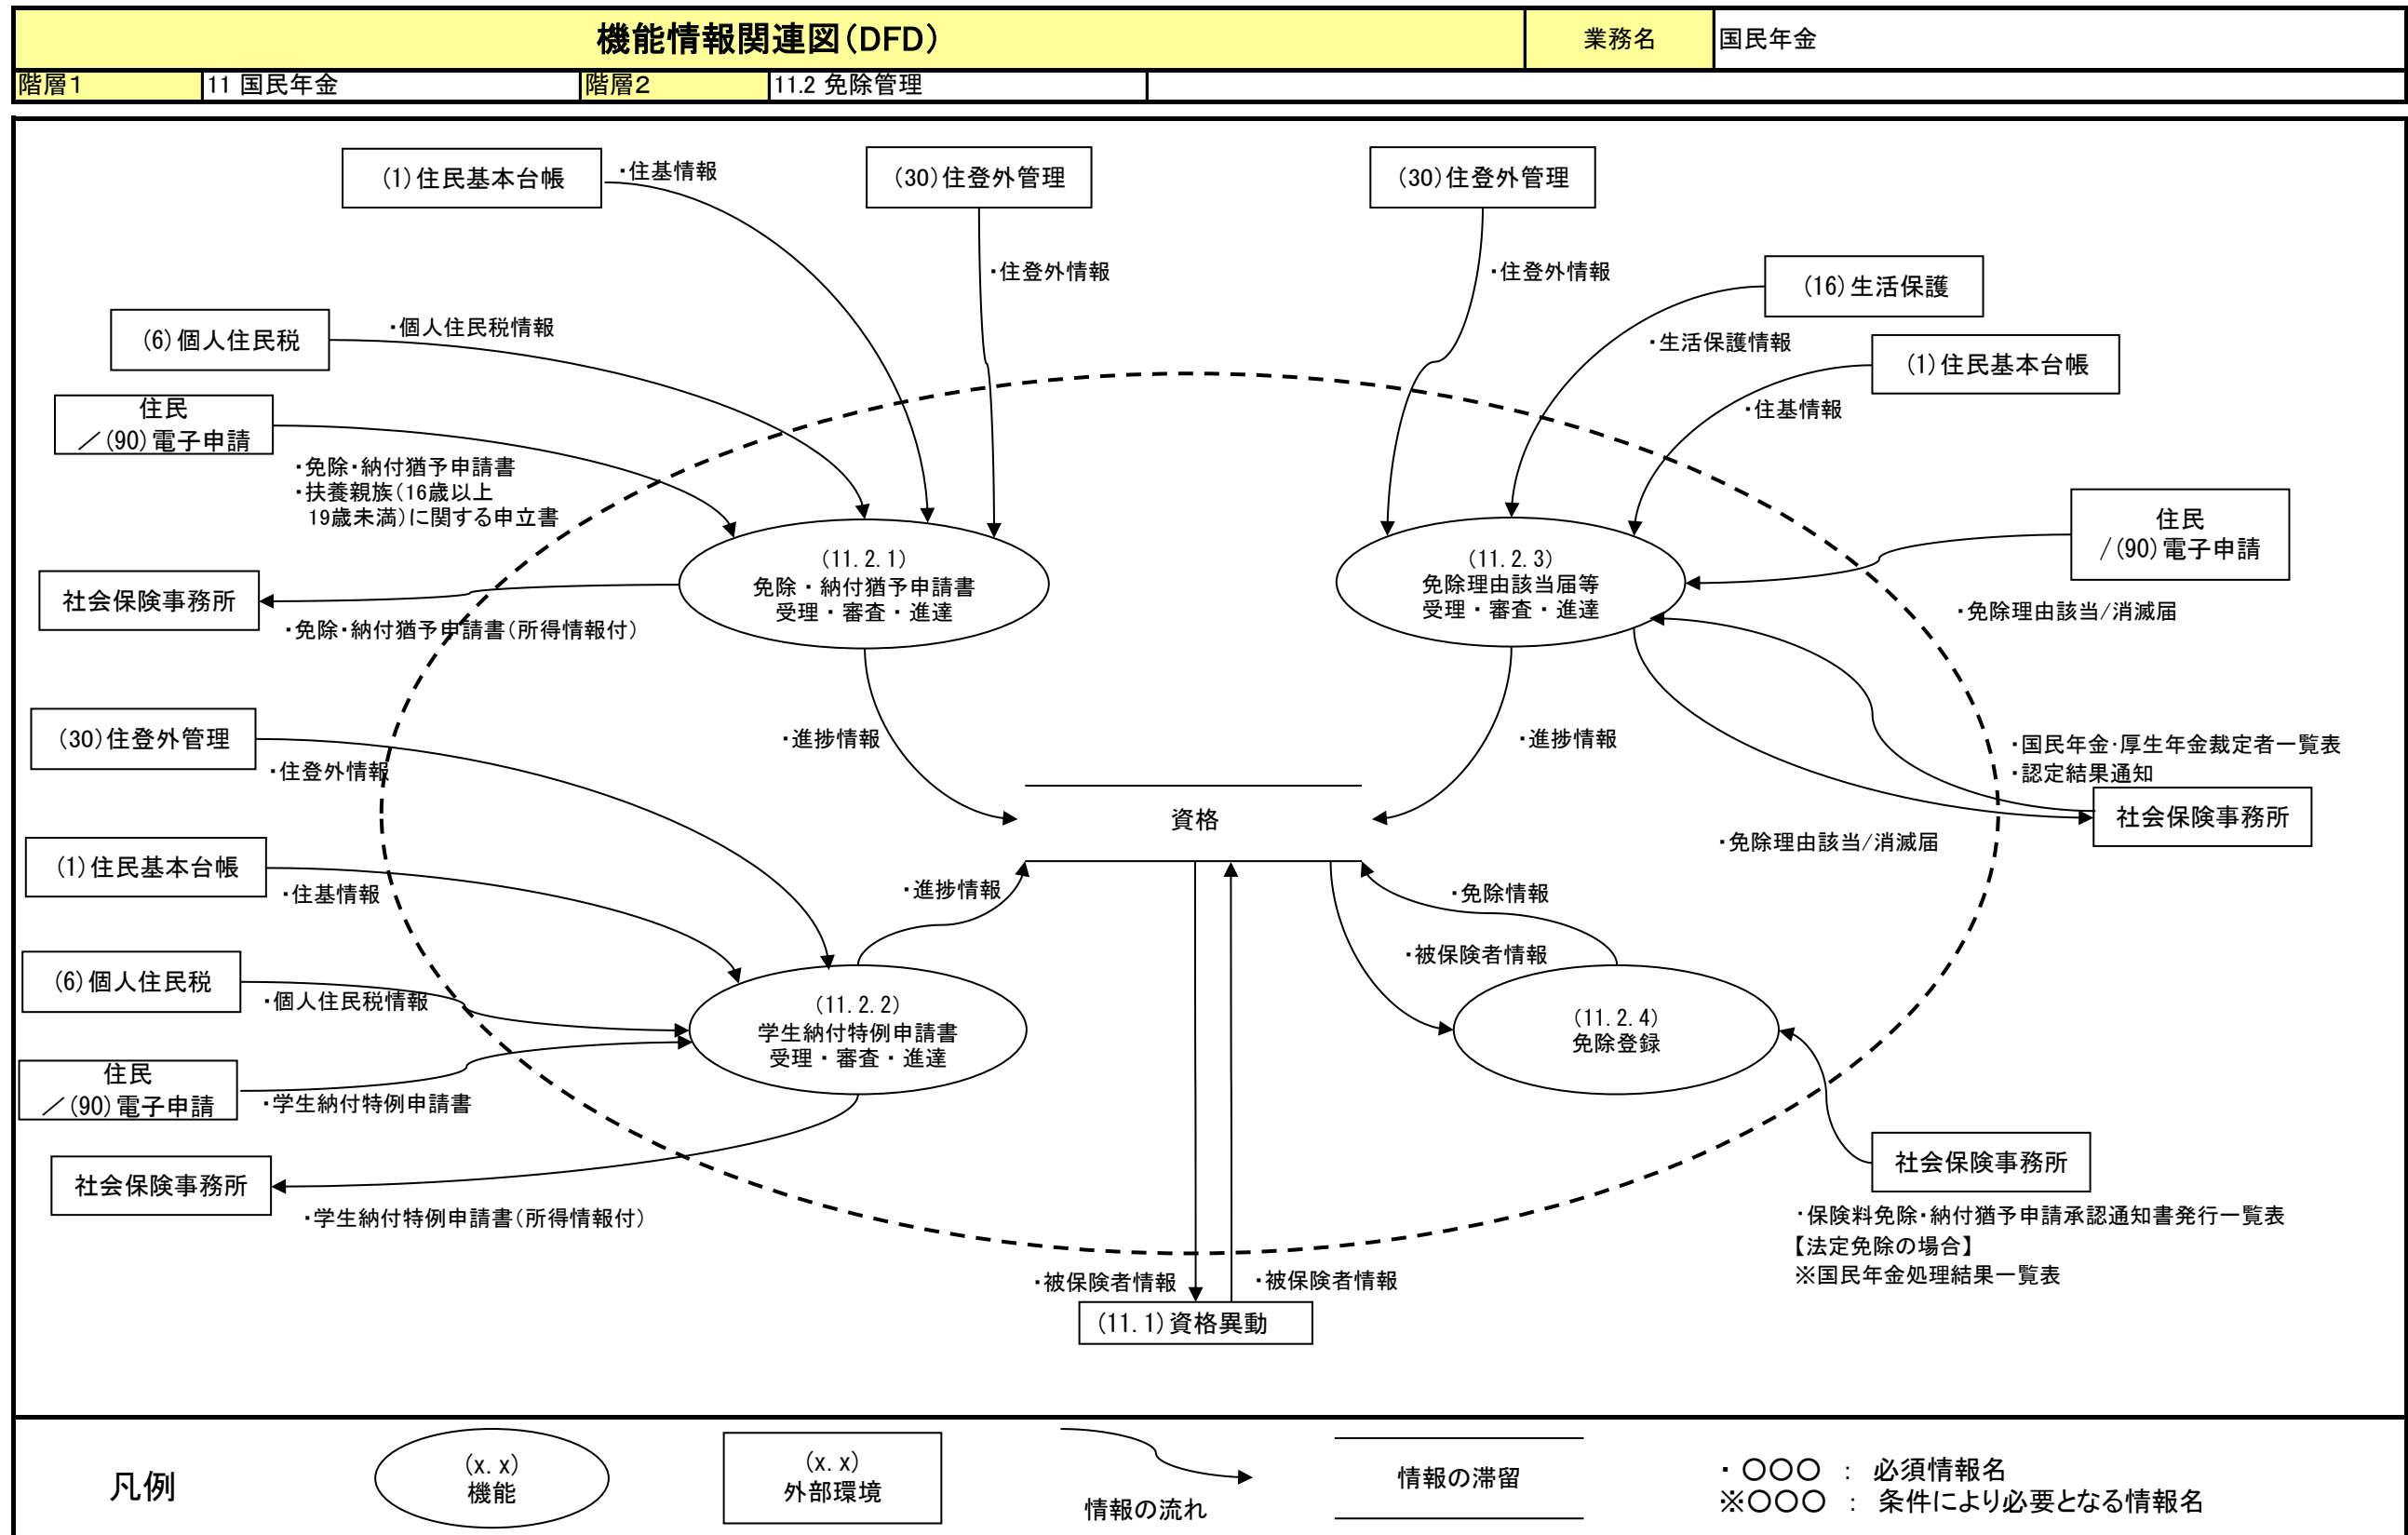 機能情報関連図(DFD)
業務名
国民年金
階層1
11 国民年金
階層2
11.2 免除管理
(1)住民基本台帳
・住基情報
(30)住登外管理
・住登外情報
(30)住登外管理
・住登外情報
(16)生活保護
・生活保護情報
(1)住民基本台帳
・住基情報
(6)個人住民税
・個人住民税情報
住民
／(90)電子申請
・免除・納付猶予申請書
・扶養親族(16歳以上
19歳未満)に関する申立書
(11.2.1)
免除・納付猶予申請書
受理・審査・進達
(11.2.3)
免除理由該当届等
受理・審査・進達
住民
/(90)電子申請
・免除理由該当/消滅届
社会保険事務所
・免除・納付猶予申請書(所得情報付)
(30)住登外管理
・住登外情報
・進捗情報
・進捗情報
・国民年金・厚生年金裁定者一覧表
・認定結果通知
社会保険事務所
・免除理由該当/消滅届
資格
(1)住民基本台帳
・住基情報
・進捗情報
・免除情報
・被保険者情報
(6)個人住民税
・個人住民税情報
(11.2.2)
学生納付特例申請書
受理・審査・進達
(11.2.4)
免除登録
住民
／(90)電子申請
・学生納付特例申請書
社会保険事務所
・学生納付特例申請書(所得情報付)
社会保険事務所
・保険料免除・納付猶予申請承認通知書発行一覧表
【法定免除の場合】
※国民年金処理結果一覧表
・被保険者情報
・被保険者情報
(11.1)資格異動
凡例
(x.x)
機能
(x.x)
外部環境
情報の流れ
情報の滞留
・ 〇〇〇 ： 必須情報名
※〇〇〇 ： 条件により必要となる情報名